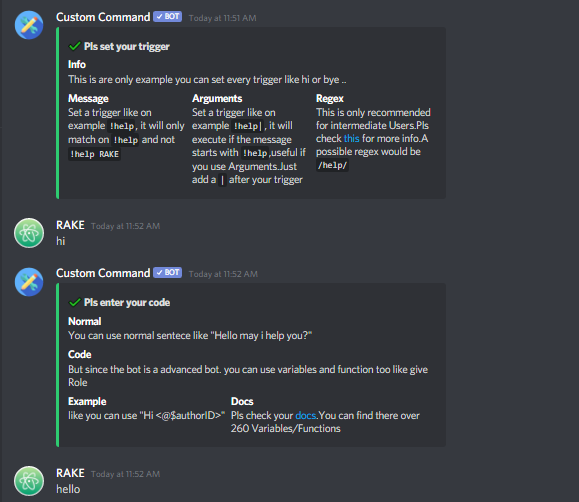 Custom Command ✓ BOT Today at 11:51 AM
Pls set your trigger
Info
This is are only example you can set every trigger like hi or bye ..
Message
Set a trigger like on
example !help, it will only
match on !help and not
!help RAKE
Arguments
Set a trigger like on
example !help|, it will
execute if the message
starts with !help,useful if
you use Arguments.Just
add a | after your trigger
Regex
This is only recommended
for intermediate Users.Pls
check this for more info.A
possible regex would be
/help/
RAKE Today at 11:52 AM
hi
Custom Command ✓ BOT Today at 11:52 AM
Pls enter your code
Normal
You can use normal sentece like "Hello may i help you?"
Code
But since the bot is a advanced bot. you can use variables and function too like give
Role
Example
like you can use "Hi <@$authorID>"
Docs
Pls check your docs.You can find there over
260 Variables/Functions
RAKE Today at 11:52 AM
hello